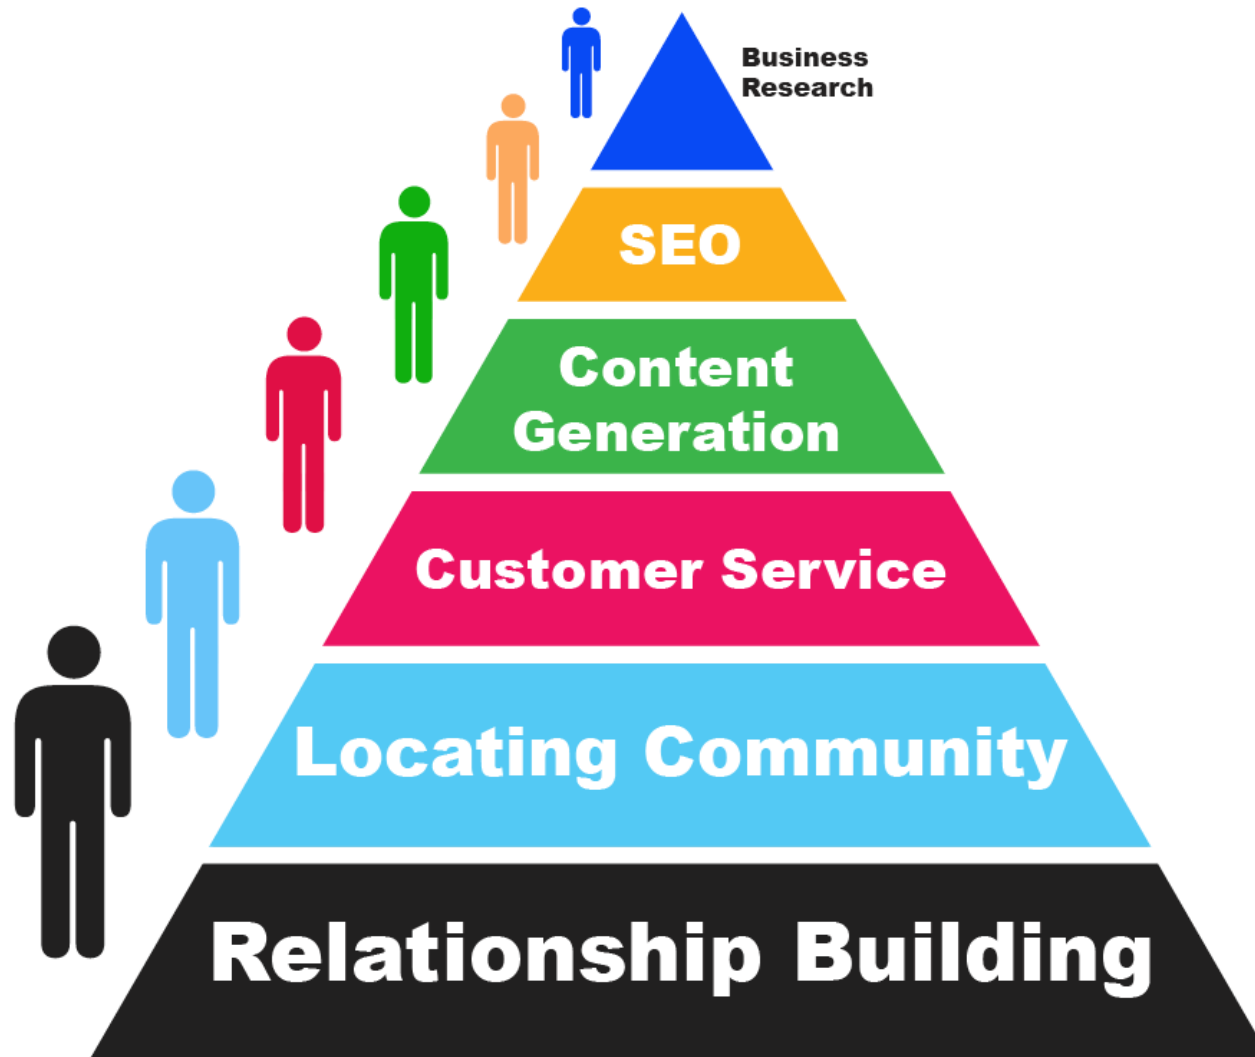 Business
Research
SEO
Content
Generation
Customer Service
Locating Community
Relationship Building